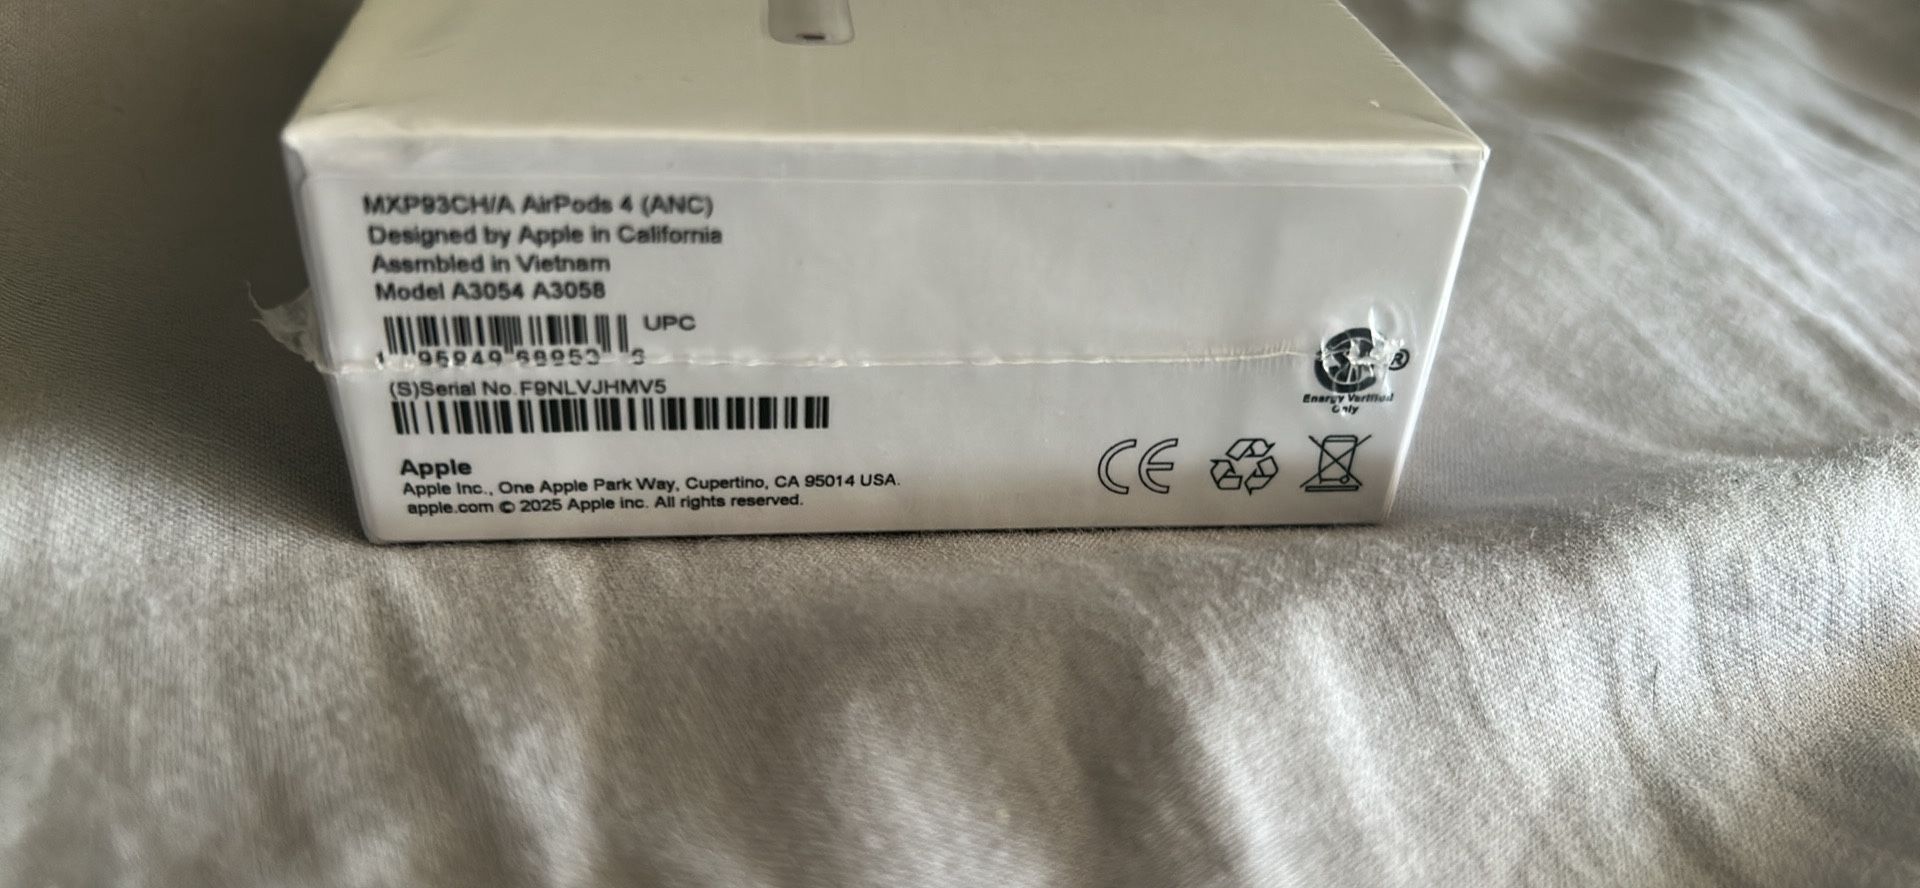 MXP93CH/A AirPods 4 (ANC)
Designed by Apple in California
Assmbled in Vietnam
Model A3054 A3058
UPC
(S)Serial No.F9NLVJHMV5
Apple
Apple Inc., One Apple Park Way, Cupertino, CA 95014 USA.
apple.com © 2025 Apple inc. All rights reserved.
®
Energy Verified
Only
CE